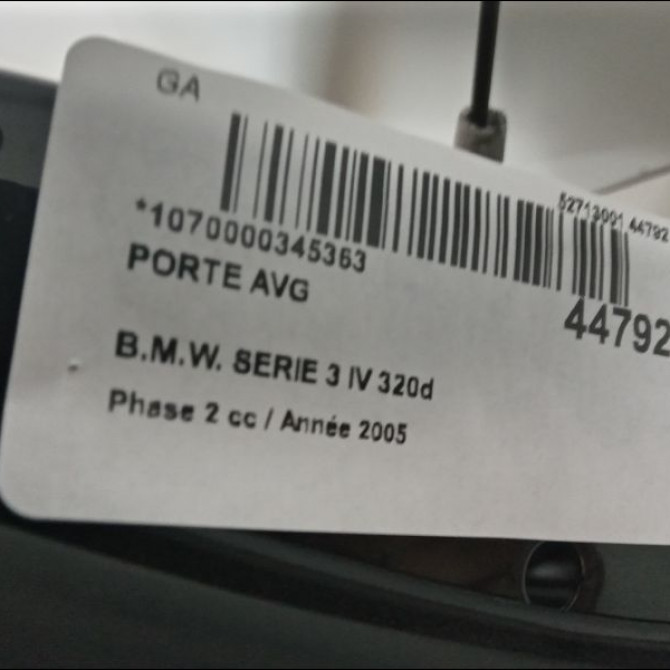 GA
52713001 44792
*1070000345363
PORTE AVG
44792
B.M.W. SERIE 3 IV 320d
Phase 2 cc / Année 2005